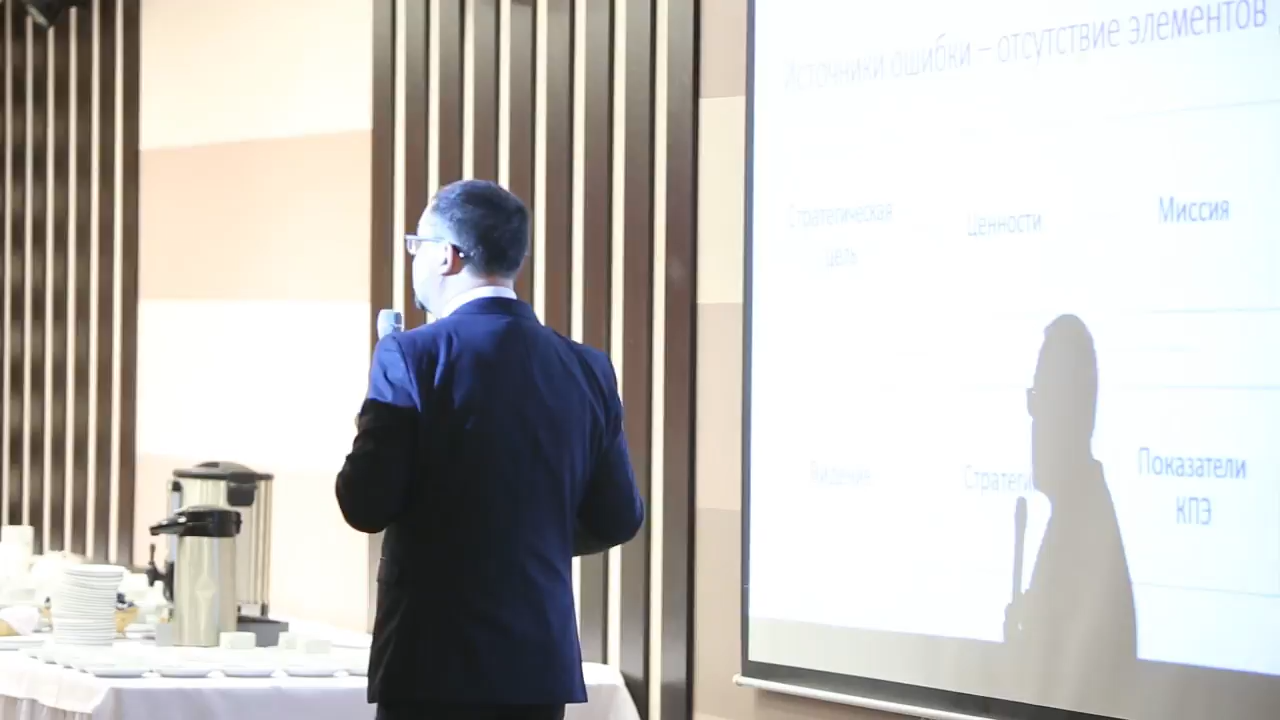 Источники ошибки – отсутствие элементов
Стратегическая
цель
Ценности
Миссия
Видение
Стратеги
Показатели
КПЭ